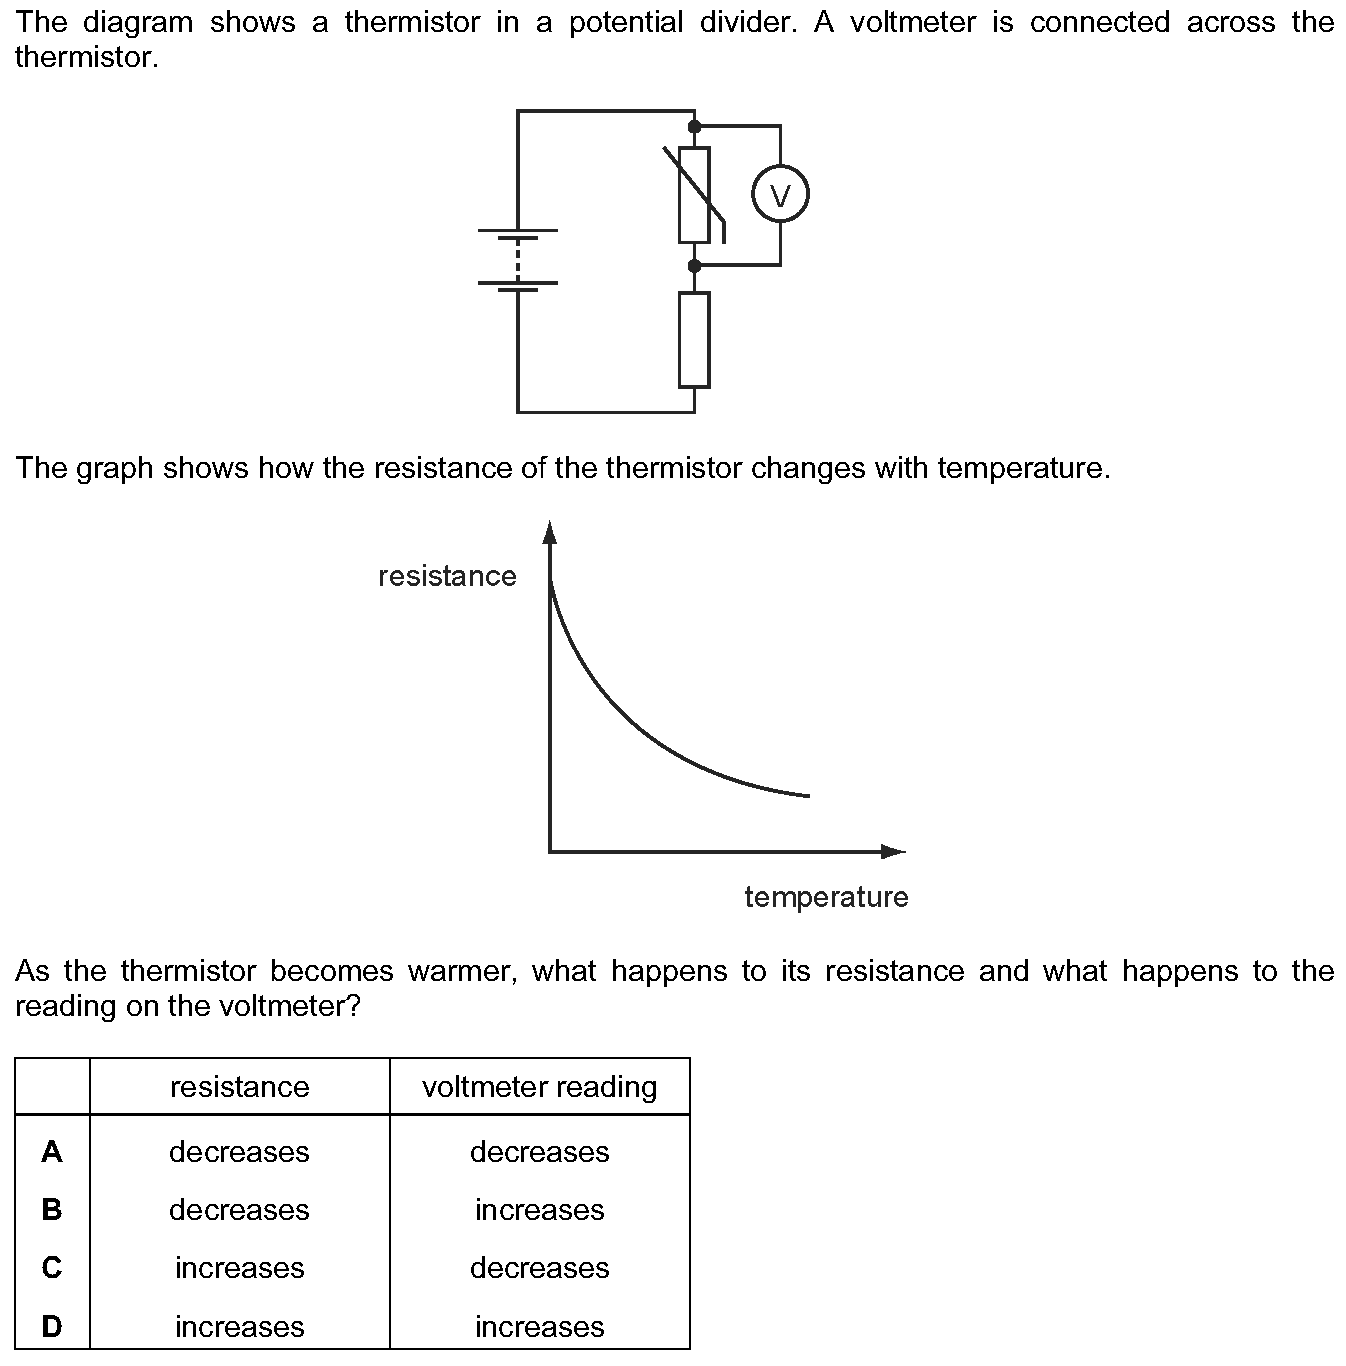 The diagram shows a thermistor in a potential divider. A voltmeter is connected across the
thermistor.
V
The graph shows how the resistance of the thermistor changes with temperature.
resistance
temperature
As the thermistor becomes warmer, what happens to its resistance and what happens to the
reading on the voltmeter?
resistance voltmeter reading
A decreases decreases
B decreases increases
C increases decreases
D increases increases